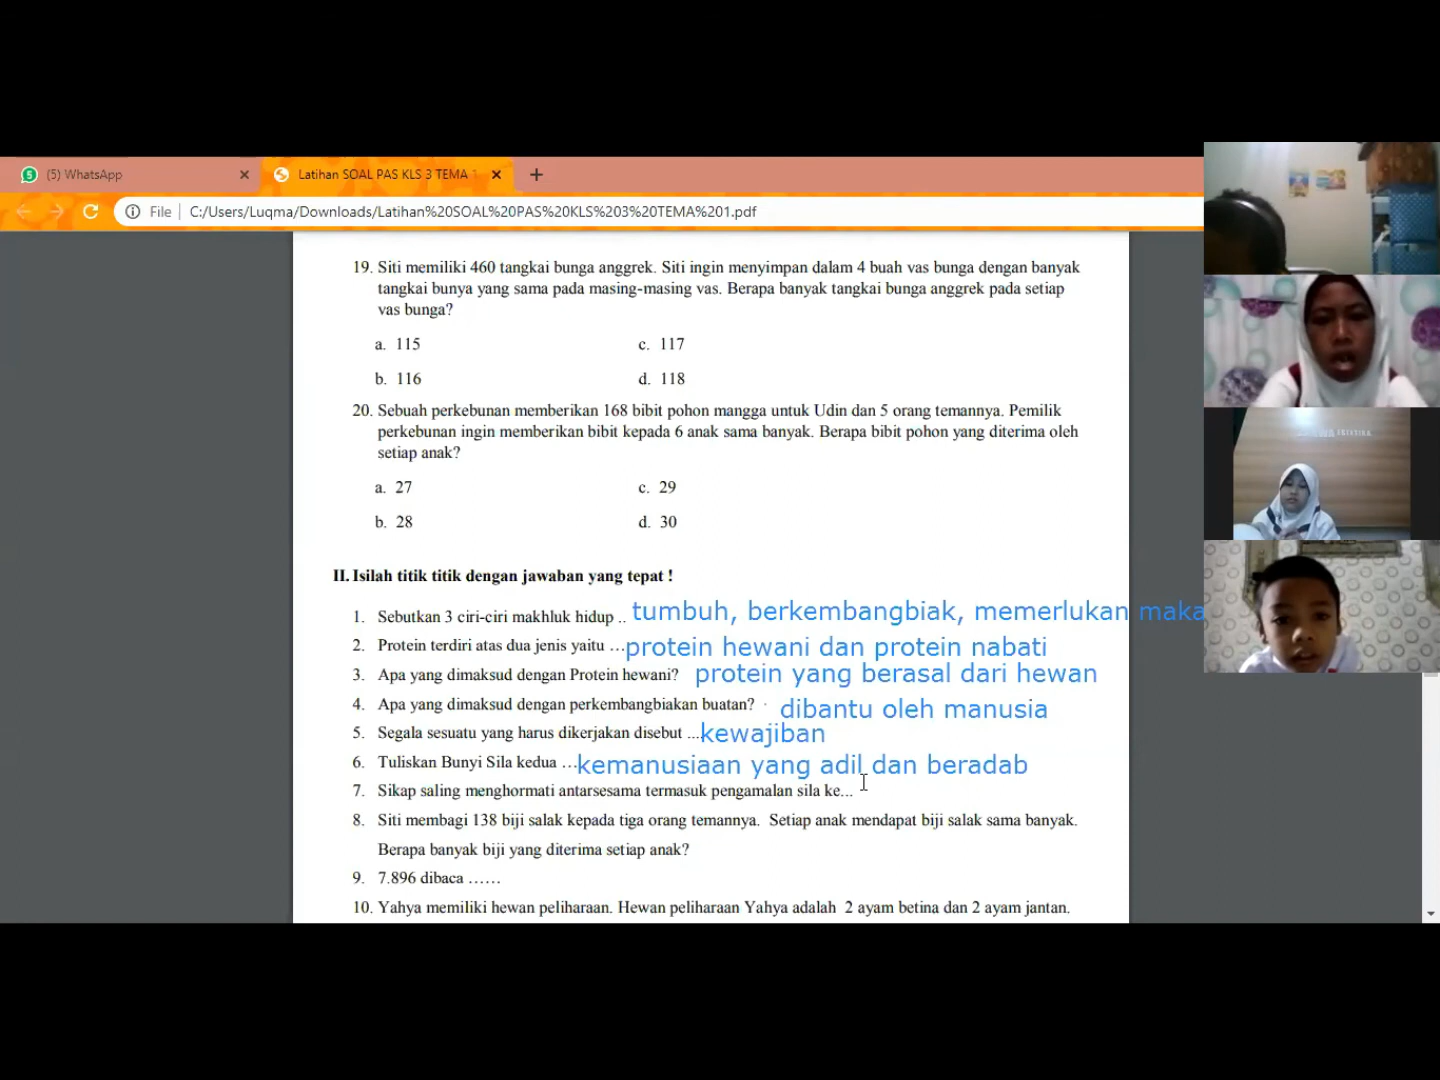 (5) WhatsApp
Latihan SOAL PAS KLS 3 TEMA 1
File C:/Users/Luqma/Downloads/Latihan%20SOAL%20PAS%20KLS%203%20TEMA%201.pdf
19. Siti memiliki 460 tangkai bunga anggrek. Siti ingin menyimpan dalam 4 buah vas bunga dengan banyak
tangkai bunya yang sama pada masing-masing vas. Berapa banyak tangkai bunga anggrek pada setiap
vas bunga?
a. 115 c. 117
b. 116 d. 118
20. Sebuah perkebunan memberikan 168 bibit pohon mangga untuk Udin dan 5 orang temannya. Pemilik
perkebunan ingin memberikan bibit kepada 6 anak sama banyak. Berapa bibit pohon yang diterima oleh
setiap anak?
a. 27 c. 29
b. 28 d. 30
II. Isilah titik titik dengan jawaban yang tepat !
1. Sebutkan 3 ciri-ciri makhluk hidup .. tumbuh, berkembangbiak, memerlukan maka
2. Protein terdiri atas dua jenis yaitu ...protein hewani dan protein nabati
3. Apa yang dimaksud dengan Protein hewani? protein yang berasal dari hewan
4. Apa yang dimaksud dengan perkembangbiakan buatan? dibantu oleh manusia
5. Segala sesuatu yang harus dikerjakan disebut ...kewajiban
6. Tuliskan Bunyi Sila kedua ...kemanusiaan yang adil dan beradab
7. Sikap saling menghormati antarsesama termasuk pengamalan sila ke...
8. Siti membagi 138 biji salak kepada tiga orang temannya. Setiap anak mendapat biji salak sama banyak.
Berapa banyak biji yang diterima setiap anak?
9. 7.896 dibaca ……
10. Yahya memiliki hewan peliharaan. Hewan peliharaan Yahya adalah 2 ayam betina dan 2 ayam jantan.